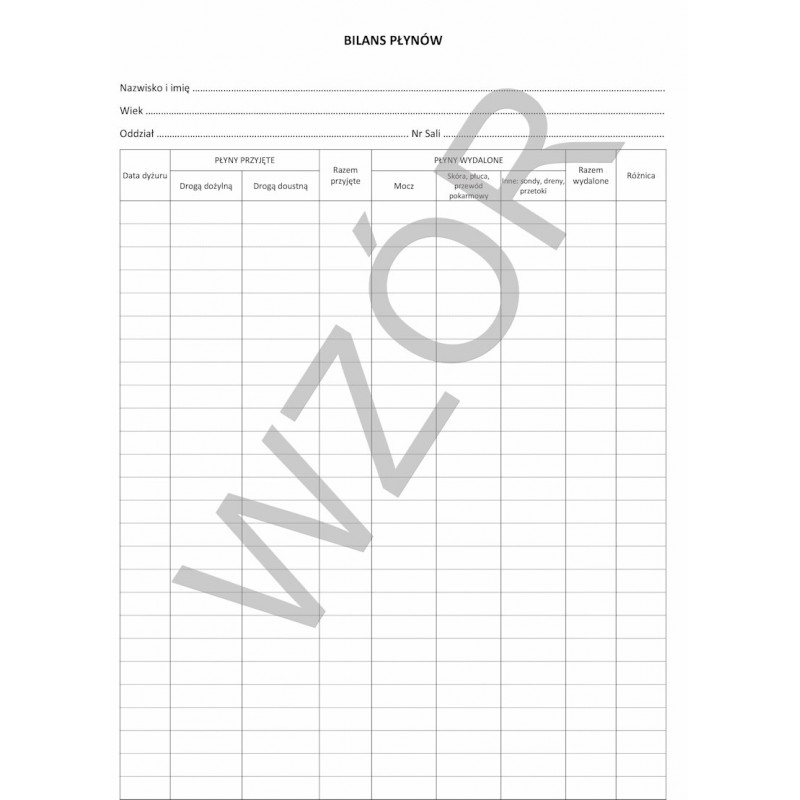 BILANS PŁYNÓW
Nazwisko i imię
Wiek
Oddział Nr Sali
Data dyżuru
PŁYNY PRZYJĘTE
Drogą dożylną
Drogą doustną
Razem
przyjęte
PŁYNY WYDALONE
Mocz
Skóra, płuca,
przewód
pokarmowy
Inne: sondy, dreny,
przetoki
Razem
wydalone
Różnica
WZÓR